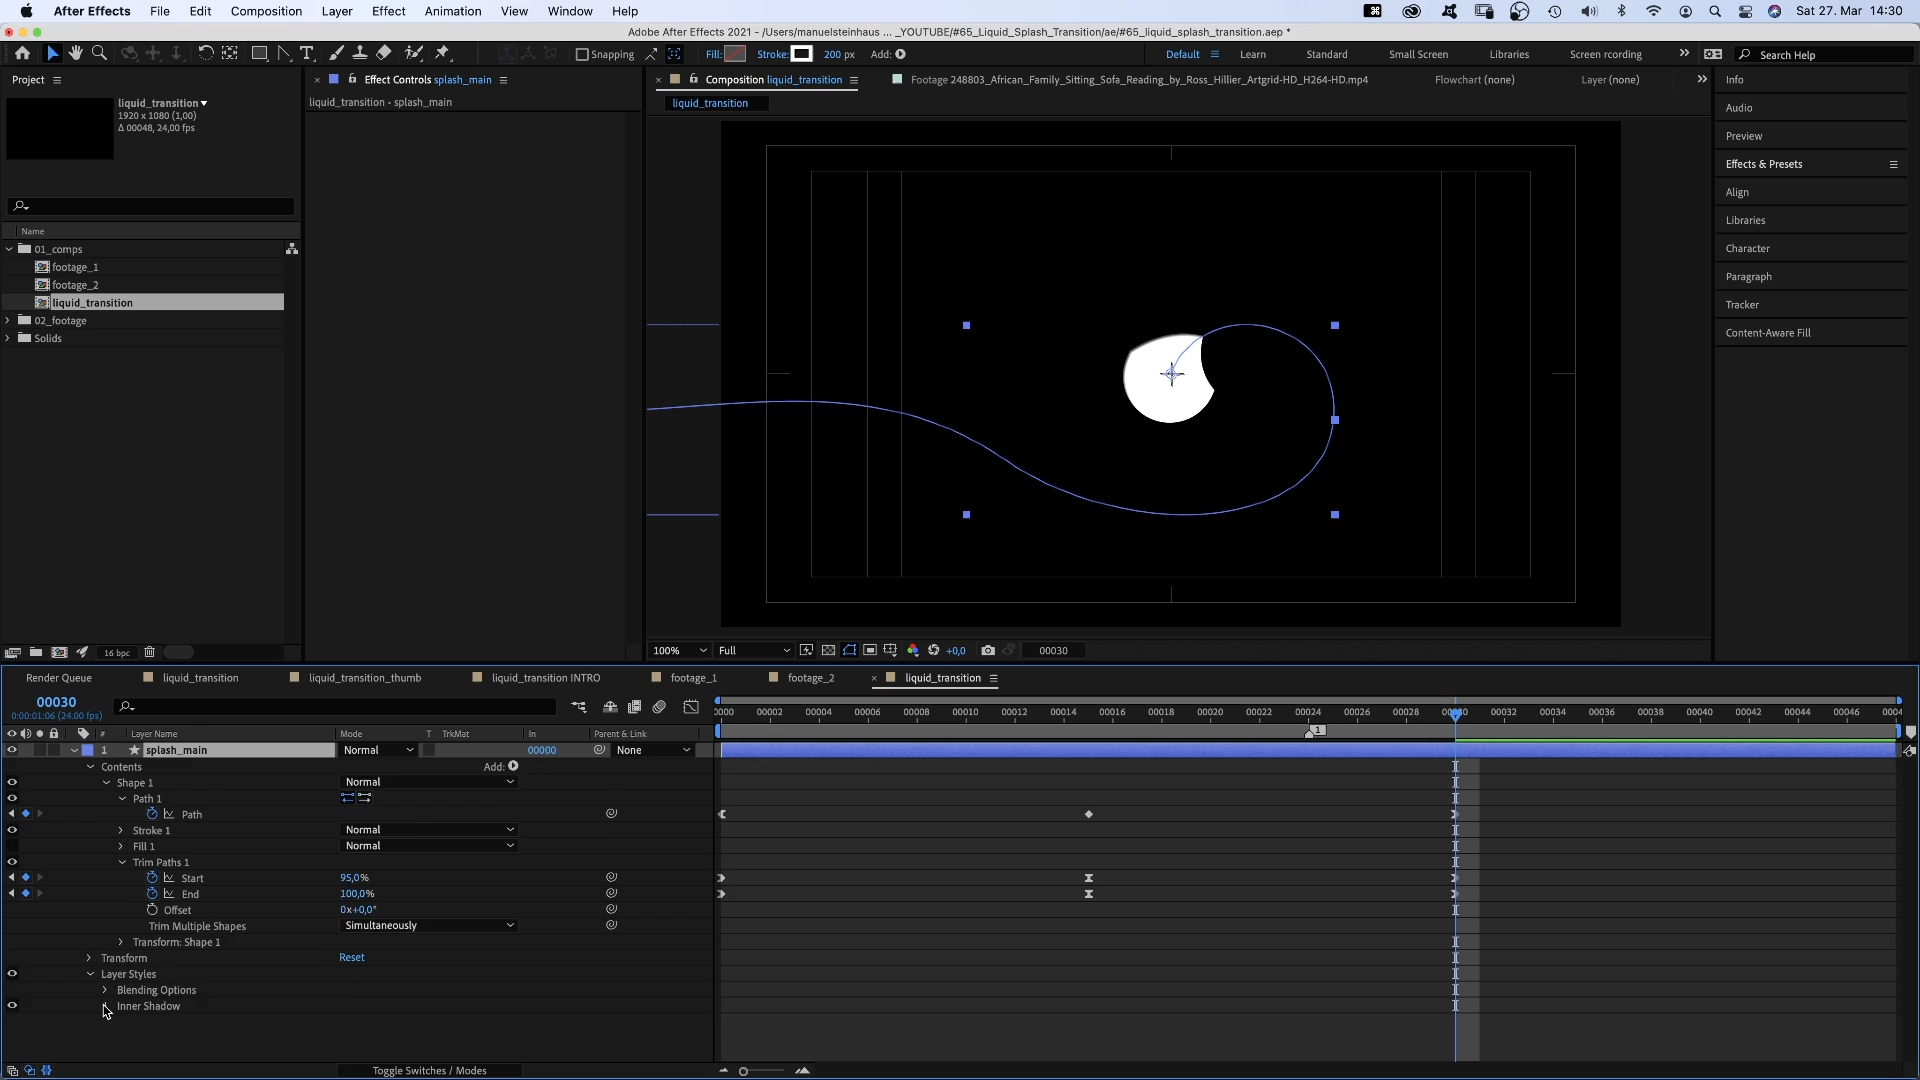 After Effects File Edit Composition Layer Effect Animation View Window Help Sat 27. Mar 14:30
Adobe After Effects 2021 - /Users/manuelsteinhaus ... _YOUTUBE/#65_Liquid_Splash_Transition/ae/#65_liquid_splash_transition.aep *
Snapping Fill: Stroke: 200 px Add: Default Learn Standard Small Screen Libraries Screen recording Search Help
Project Effect Controls splash_main Composition liquid_transition Footage 248803_African_Family_Sitting_Sofa_Reading_by_Ross_Hillier_Artgrid-HD_H264-HD.mp4 Flowchart (none) Layer (none) Info
liquid_transition 1920 x 1080 (1,00) Δ 00048, 24,00 fps
liquid_transition • splash_main
liquid_transition
Audio
Preview
Effects & Presets
Align
Libraries
Character
Paragraph
Tracker
Content-Aware Fill
Name
01_comps
footage_1
footage_2
liquid_transition
02_footage
Solids
16 bpc
100% Full +0,0 00030
Render Queue liquid_transition liquid_transition_thumb liquid_transition INTRO footage_1 footage_2 liquid_transition
00030
0:00:01:06 (24.00 fps)
0000 00002 00004 00006 00008 00010 00012 00014 00016 00018 00020 00022 00024 00026 00028 00030 00032 00034 00036 00038 00040 00042 00044 00046 0004
# Layer Name Mode T TrkMat In Parent & Link 1
1 splash_main Normal 00000 None
Contents Add:
Shape 1 Normal
Path 1
Path
Stroke 1 Normal
Fill 1 Normal
Trim Paths 1
Start 95,0%
End 100,0%
Offset 0x+0,0°
Trim Multiple Shapes Simultaneously
Transform: Shape 1
Transform Reset
Layer Styles
Blending Options
Inner Shadow
Toggle Switches / Modes